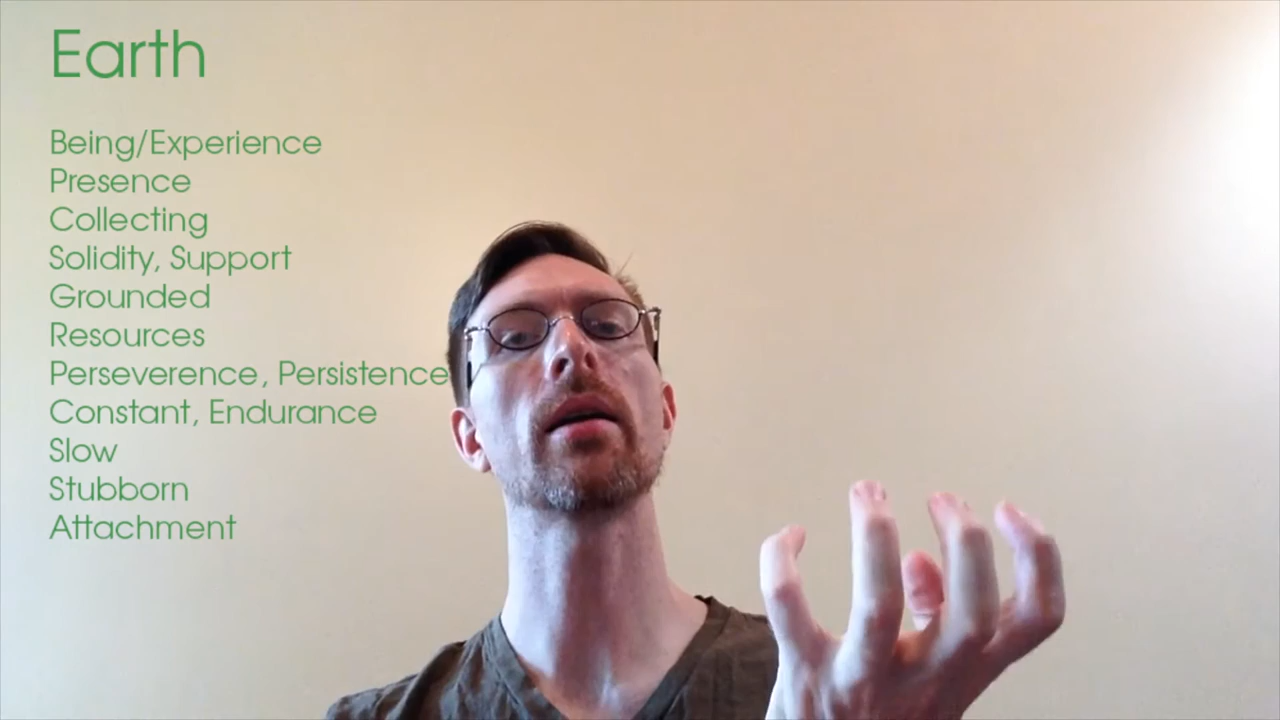 Earth
Being/Experience
Presence
Collecting
Solidity, Support
Grounded
Resources
Perseverence, Persistence
Constant, Endurance
Slow
Stubborn
Attachment